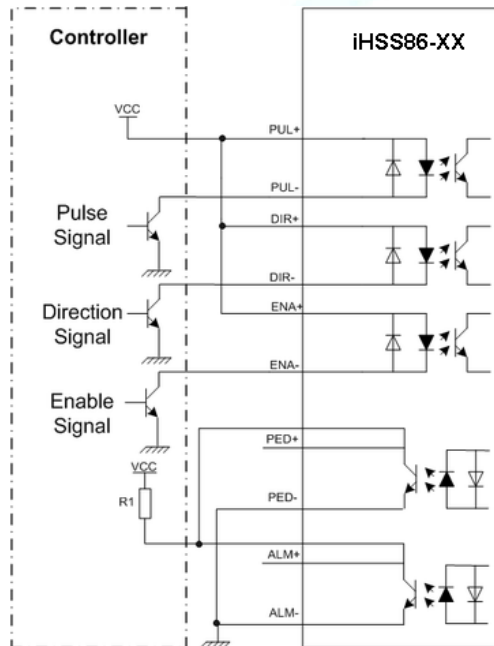 Controller
iHSS86-XX
VCC
PUL+
PUL-
Pulse
Signal
DIR+
DIR-
Direction
Signal
ENA+
ENA-
Enable
Signal
PED+
VCC
R1
PED-
ALM+
ALM-